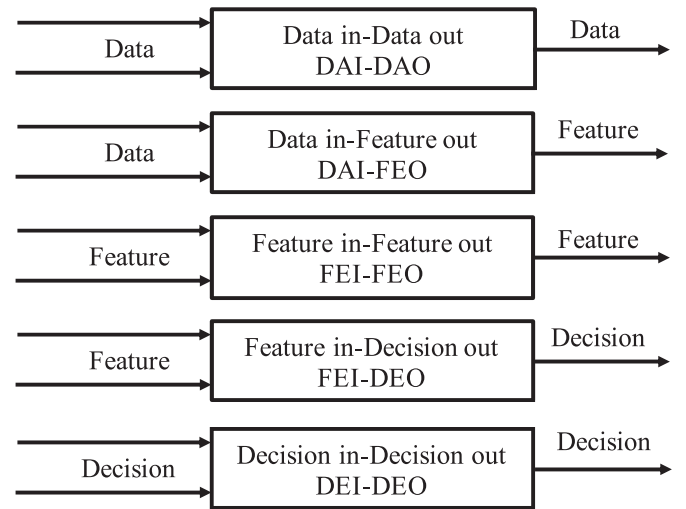 Data
Data in-Data out
DAI-DAO
Data
Data
Data in-Feature out
DAI-FEO
Feature
Feature
Feature in-Feature out
FEI-FEO
Feature
Feature
Feature in-Decision out
FEI-DEO
Decision
Decision
Decision in-Decision out
DEI-DEO
Decision